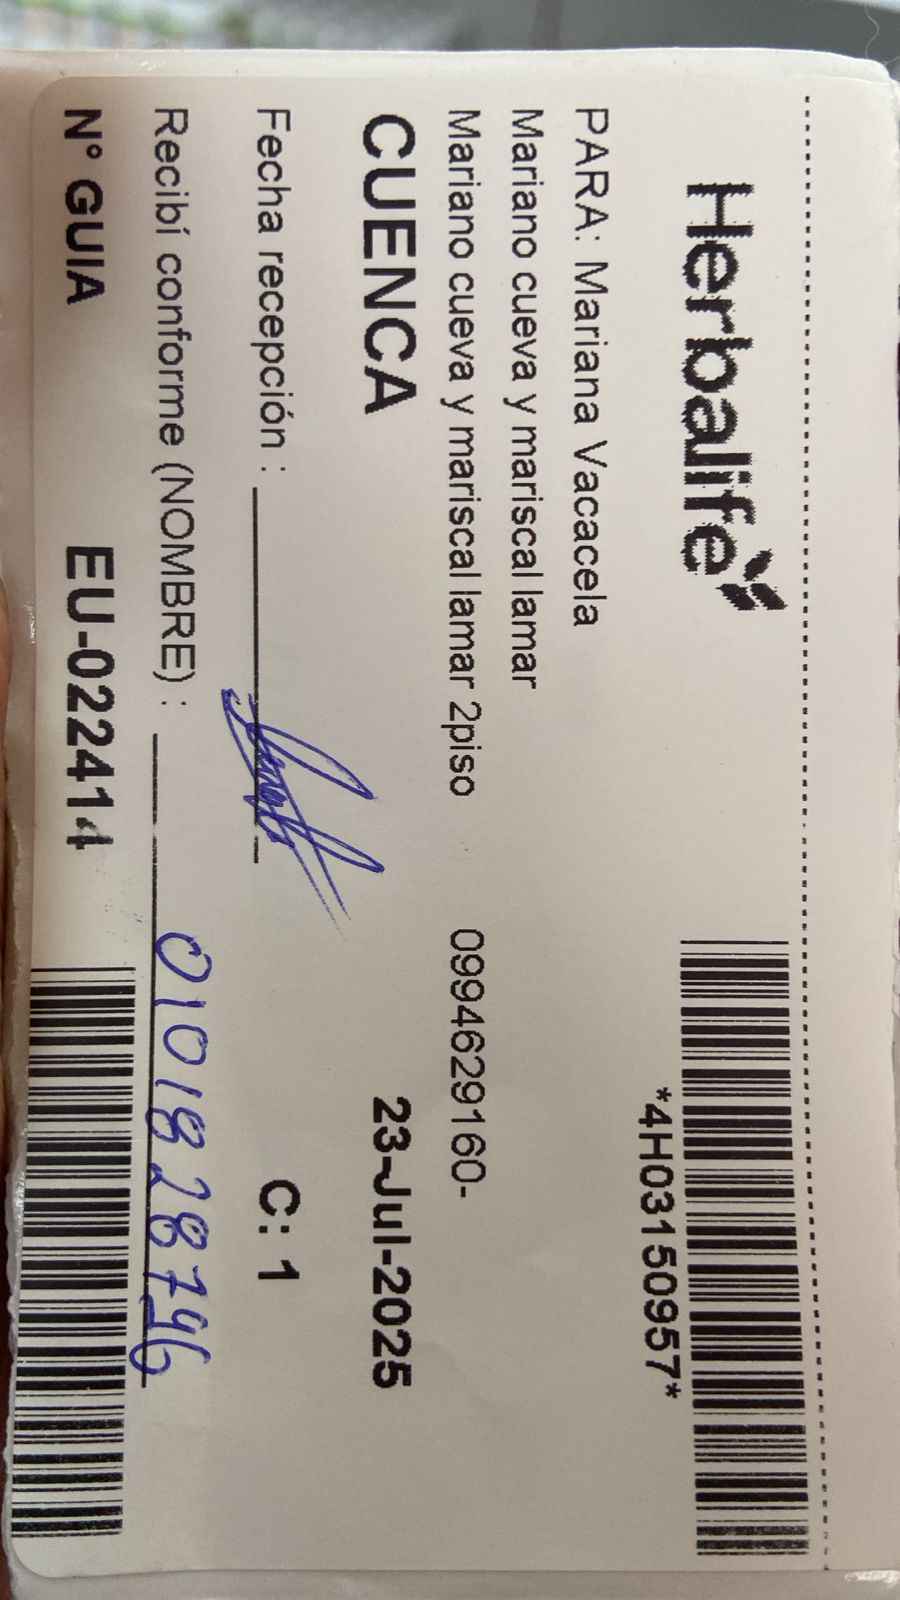 Herbalife
*4H03150957*
PARA: Mariana Vacacela
Mariano cueva y mariscal lamar
Mariano cueva y mariscal lamar 2piso 0994629160-
CUENCA 23-Jul-2025
Fecha recepción : C: 1
Recibí conforme (NOMBRE) : 0101828796
N° GUIA EU-022414